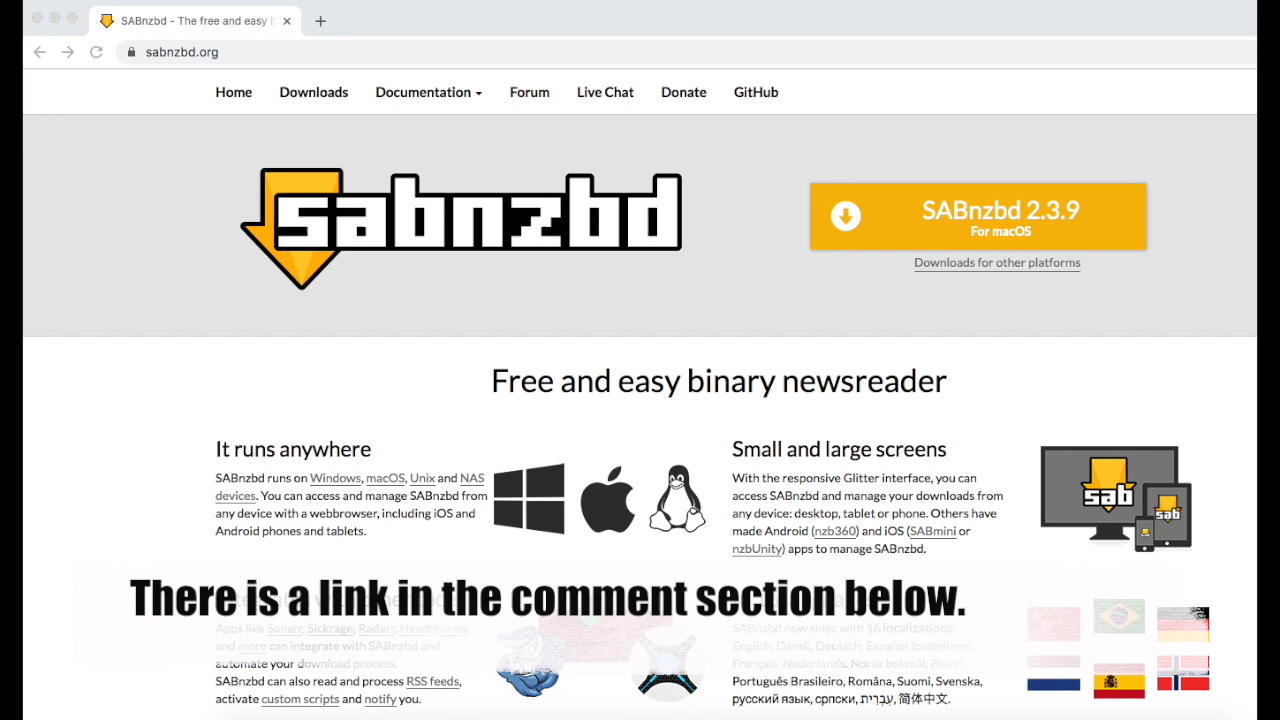 SABnzbd - The free and easy b
sabnzbd.org
Home Downloads Documentation Forum Live Chat Donate GitHub
sabnzbd
SABnzbd 2.3.9
For macOS
Downloads for other platforms
Free and easy binary newsreader
It runs anywhere
SABnzbd runs on Windows, macOS, Unix and NAS
devices. You can access and manage SABnzbd from
any device with a webbrowser, including iOS and
Android phones and tablets.
Small and large screens
With the responsive Glitter interface, you can
access SABnzbd and manage your downloads from
any device: desktop, tablet or phone. Others have
made Android (nzb360) and iOS (SABmini or
nzbUnity) apps to manage SABnzbd.
sab
sab
There is a link in the comment section below.
Apps like Sonarr, Sickrage, Radarr, Headphones
and more can integrate with SABnzbd and
automate your download process.
SABnzbd can also read and process RSS feeds,
activate custom scripts and notify you.
SABnzbd now ships with 16 localizations:
English, Dansk, Deutsch, Español (castellano),
Français, Nederlands, Norsk bokmål, Polski,
Português Brasileiro, Româna, Suomi, Svenska,
русский язык, српски, עִבְרִית, 简体中文.